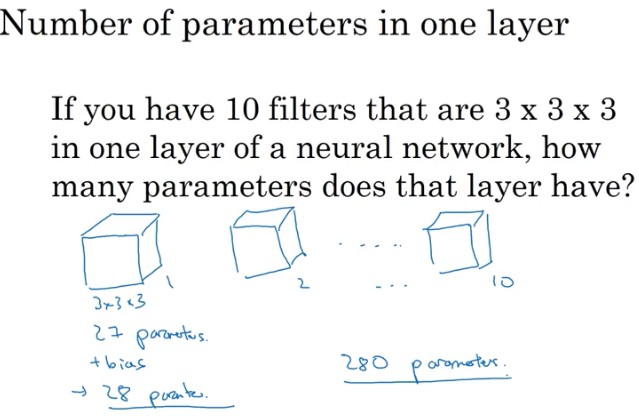 Number of parameters in one layer
If you have 10 filters that are 3 x 3 x 3
in one layer of a neural network, how
many parameters does that layer have?
1
2
.....
...
10
3x3x3
27 parameters.
+ bias
→ 28 
280 parameters.